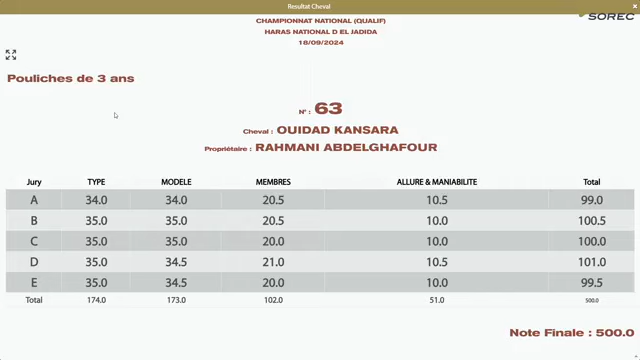 Resultat Cheval
CHAMPIONNAT NATIONAL (QUALIF)
SOREC
HARAS NATIONAL D EL JADIDA
18/09/2024
Pouliches de 3 ans
N° : 63
Cheval : OUIDAD KANSARA
Propriétaire : RAHMANI ABDELGHAFOUR
Jury TYPE MODELE MEMBRES ALLURE & MANIABILITE Total
A 34.0 34.0 20.5 10.5 99.0
B 35.0 35.0 20.5 10.0 100.5
C 35.0 35.0 20.0 10.0 100.0
D 35.0 34.5 21.0 10.5 101.0
E 35.0 34.5 20.0 10.0 99.5
Total 174.0 173.0 102.0 51.0 500.0
Note Finale : 500.0